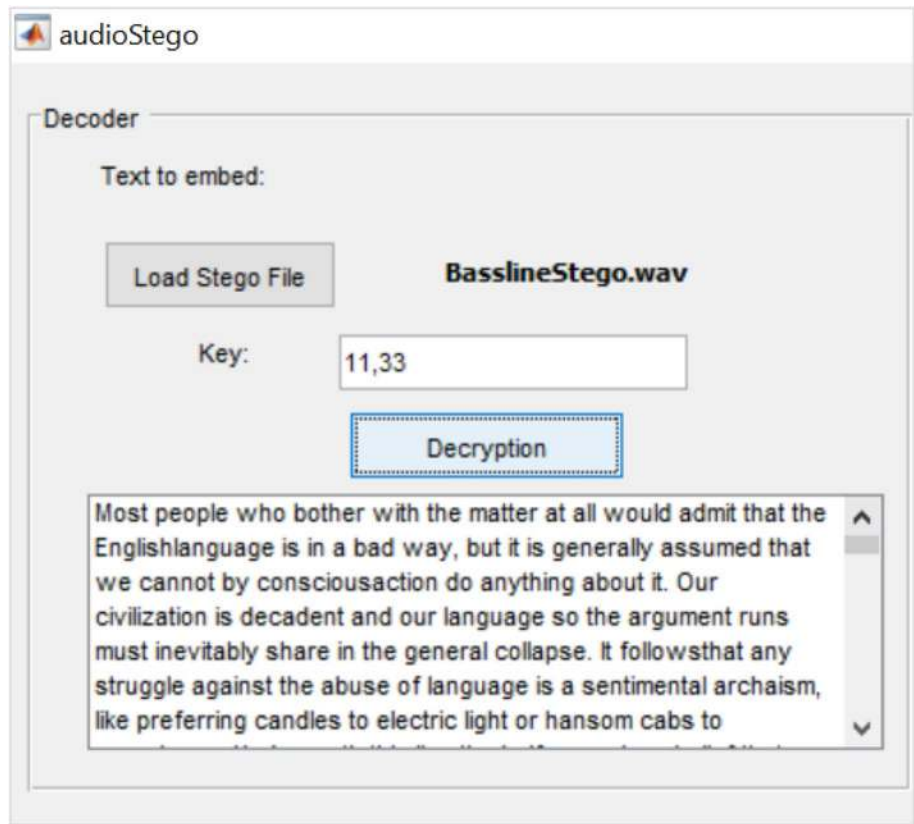 audioStego
Decoder
Text to embed:
Load Stego File
BasslineStego.wav
Key:
11,33
Decryption
Most people who bother with the matter at all would admit that the
Englishlanguage is in a bad way, but it is generally assumed that
we cannot by consciousaction do anything about it. Our
civilization is decadent and our language so the argument runs
must inevitably share in the general collapse. It followsthat any
struggle against the abuse of language is a sentimental archaism,
like preferring candles to electric light or hansom cabs to